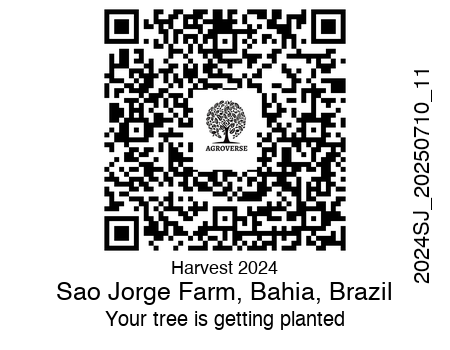 AGROVERSE
Harvest 2024
Sao Jorge Farm, Bahia, Brazil
Your tree is getting planted
2024SJ_20250710_11